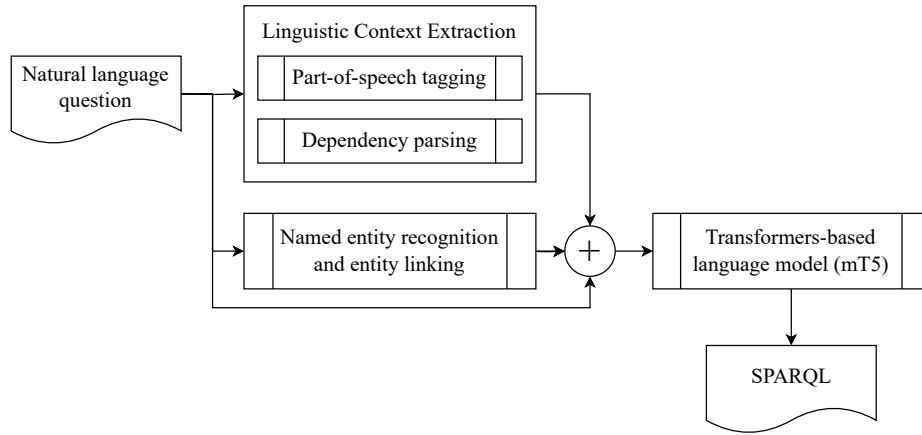 Linguistic Context Extraction
Natural language
question
Part-of-speech tagging
Dependency parsing
Named entity recognition
and entity linking
+
Transformers-based
language model (mT5)
SPARQL